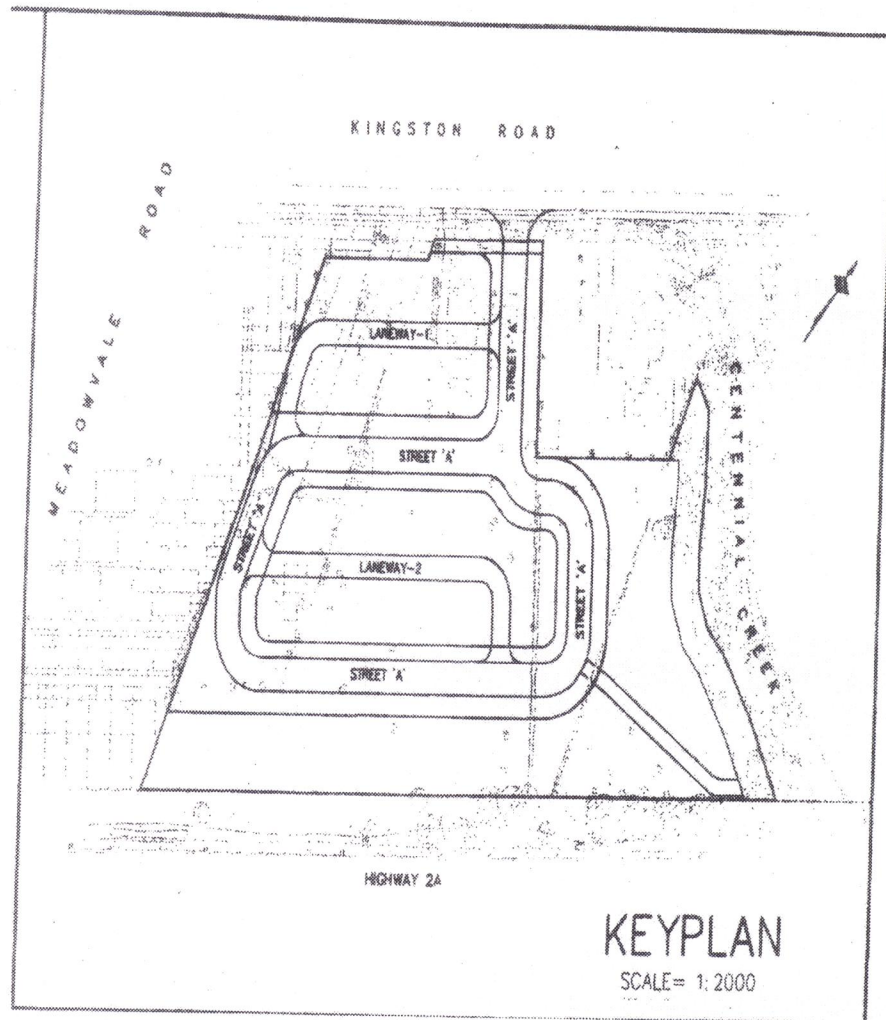 KINGSTON ROAD
MEADOWVALE ROAD
LANEWAY-1
STREET 'A'
STREET 'A'
CENTENNIAL CREEK
STREET 'A'
LANEWAY-2
STREET 'A'
STREET 'A'
HIGHWAY 2A
KEYPLAN
SCALE= 1:2000